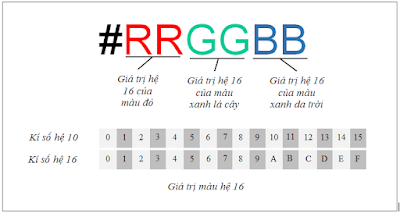 #RRGGBB
Giá trị hệ 16 của màu đỏ
Giá trị hệ 16 của màu xanh lá cây
Giá trị hệ 16 của màu xanh da trời
Kí số hệ 10 0 1 2 3 4 5 6 7 8 9 10 11 12 13 14 15
Kí số hệ 16 0 1 2 3 4 5 6 7 8 9 A B C D E F
Giá trị màu hệ 16